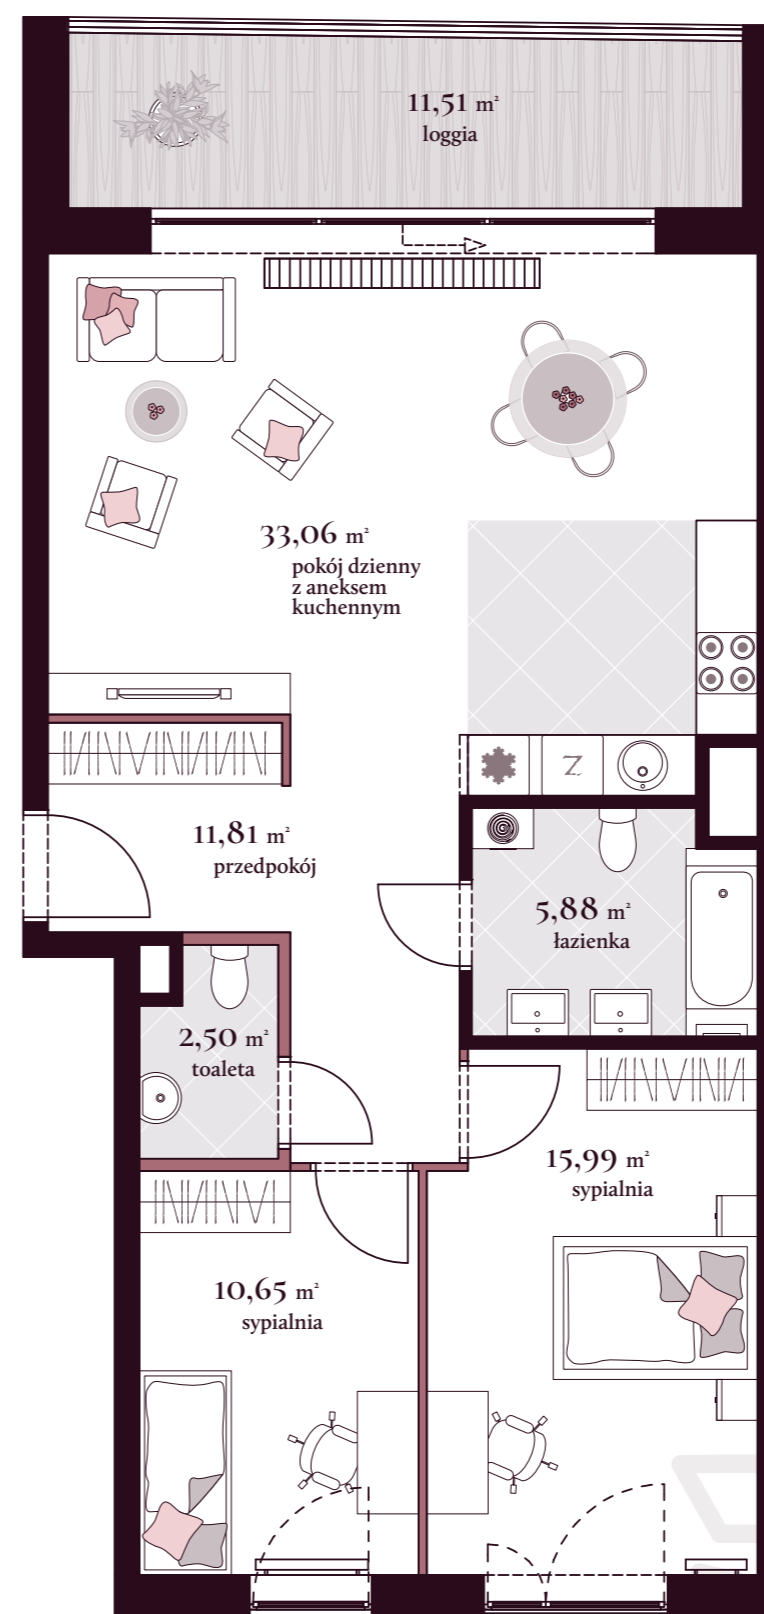 11,51 m²
loggia
33,06 m²
pokój dzienny
z aneksem
kuchennym
Z
11,81 m²
przedpokój
5,88 m²
łazienka
2,50 m²
toaleta
15,99 m²
sypialnia
10,65 m²
sypialnia